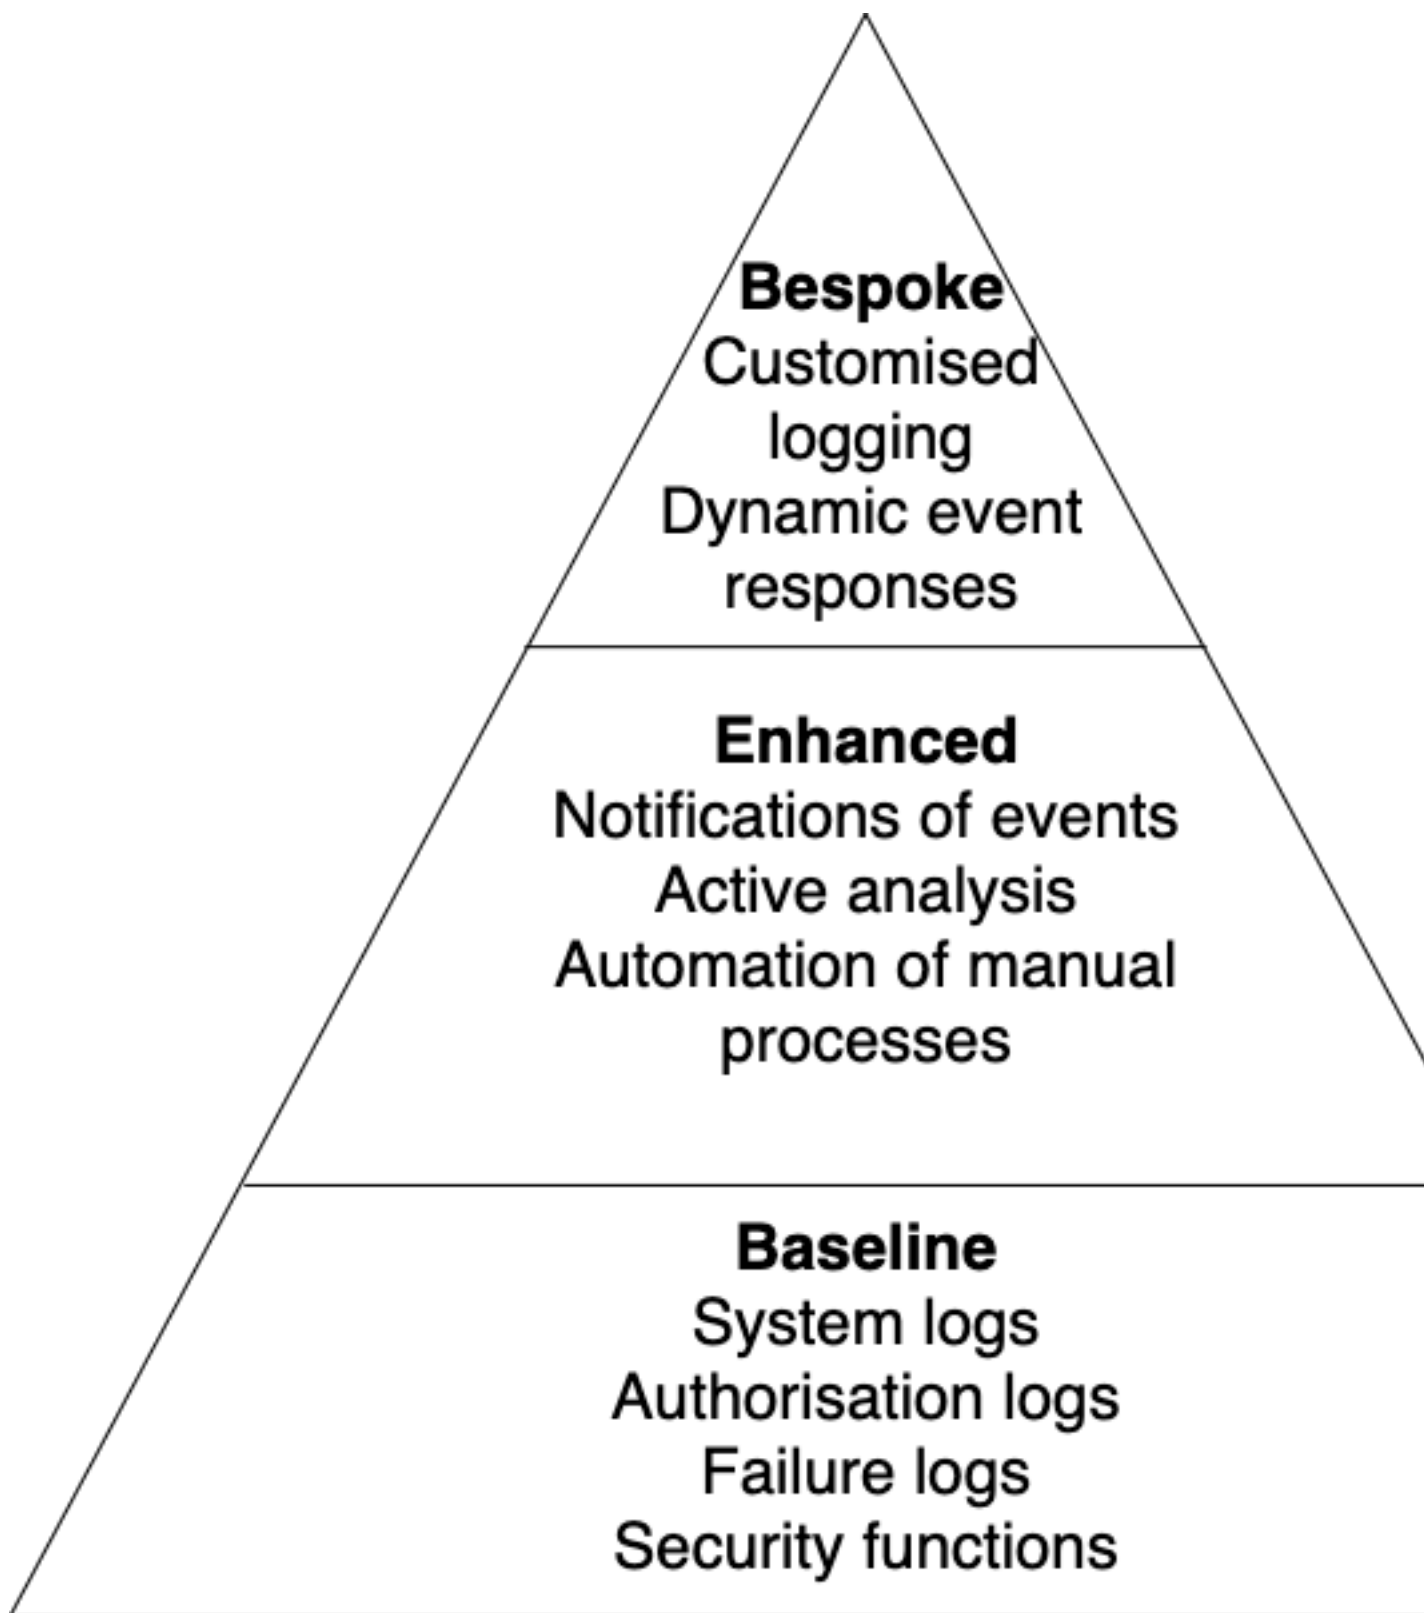 Bespoke
Customised
logging
Dynamic event
responses
Enhanced
Notifications of events
Active analysis
Automation of manual
processes
Baseline
System logs
Authorisation logs
Failure logs
Security functions